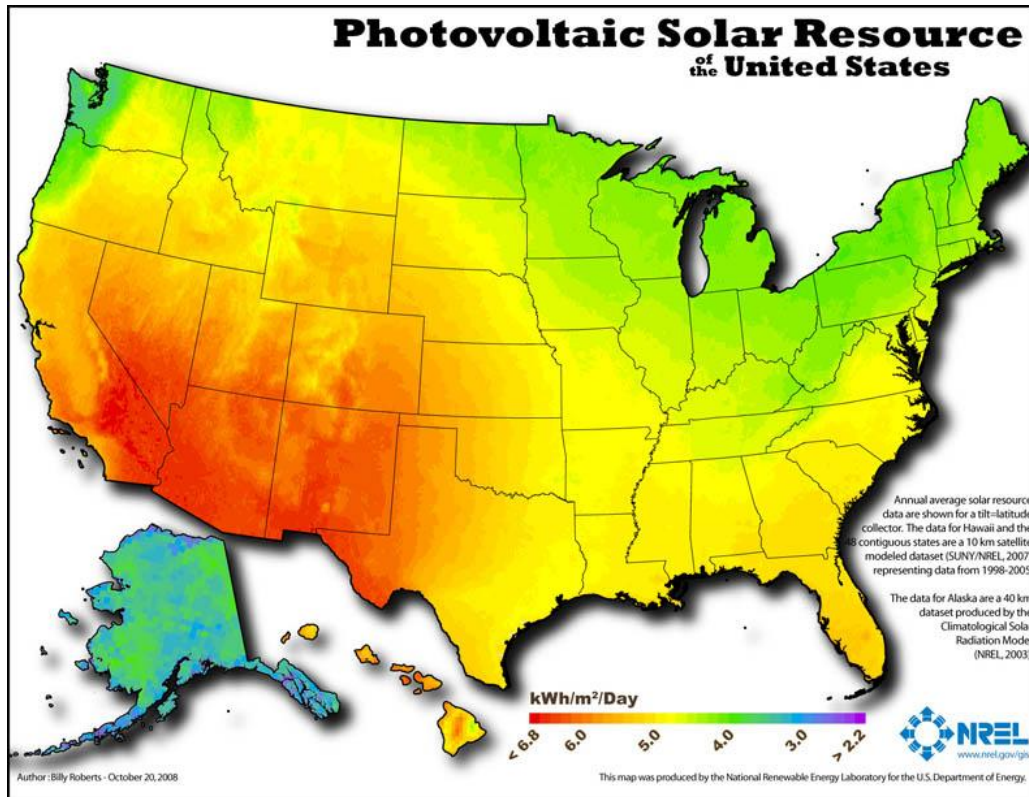 Photovoltaic Solar Resource
of the United States
Annual average solar resource
data are shown for a tilt=latitude
collector. The data for Hawaii and the
48 contiguous states are a 10 km satellite
modeled dataset (SUNY/NREL, 2007)
representing data from 1998-2005
The data for Alaska are a 40 km
dataset produced by the
Climatological Solar
Radiation Model
(NREL, 2003)
kWh/m²/Day
< 6.8 6.0 5.0 4.0 3.0 > 2.2
NREL
www.nrel.gov/gis
Author : Billy Roberts - October 20, 2008
This map was produced by the National Renewable Energy Laboratory for the U.S. Department of Energy.